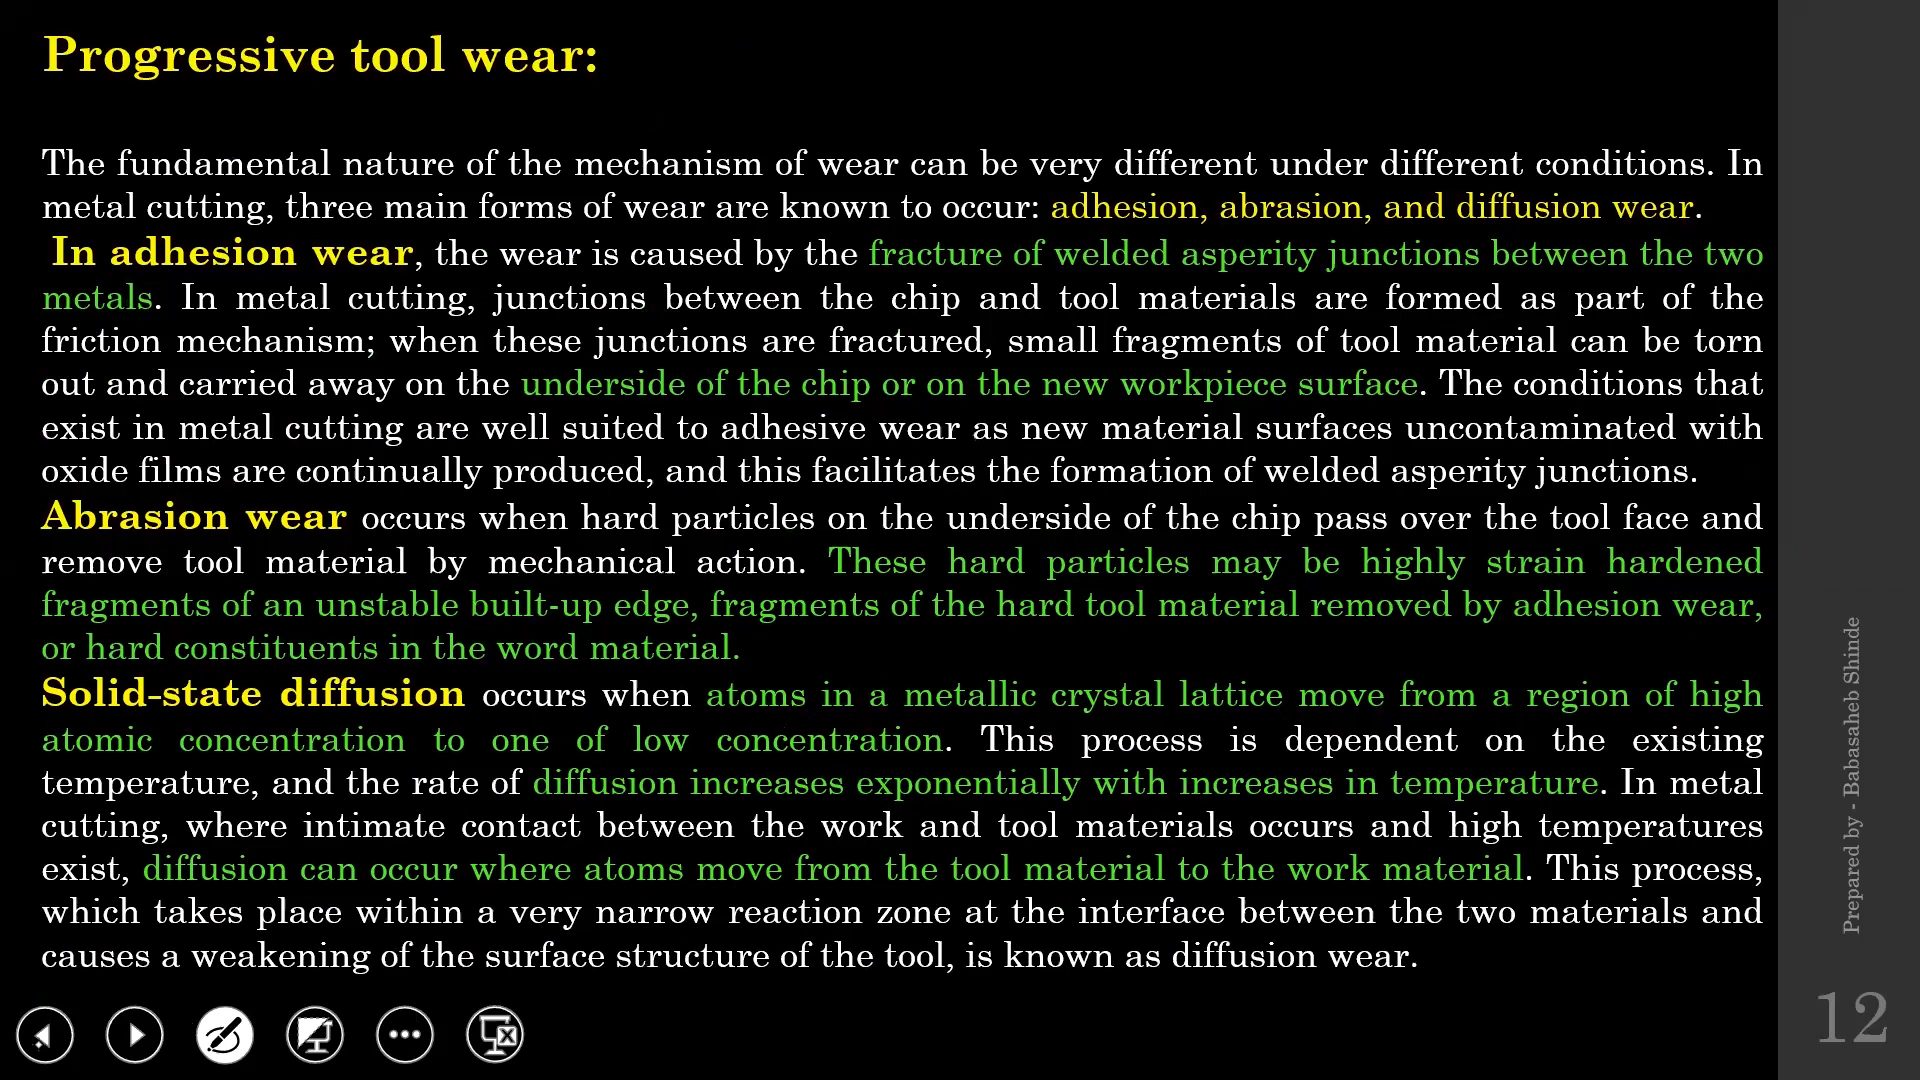 Progressive tool wear:
The fundamental nature of the mechanism of wear can be very different under different conditions. In
metal cutting, three main forms of wear are known to occur: adhesion, abrasion, and diffusion wear.
In adhesion wear, the wear is caused by the fracture of welded asperity junctions between the two
metals. In metal cutting, junctions between the chip and tool materials are formed as part of the
friction mechanism; when these junctions are fractured, small fragments of tool material can be torn
out and carried away on the underside of the chip or on the new workpiece surface. The conditions that
exist in metal cutting are well suited to adhesive wear as new material surfaces uncontaminated with
oxide films are continually produced, and this facilitates the formation of welded asperity junctions.
Abrasion wear occurs when hard particles on the underside of the chip pass over the tool face and
remove tool material by mechanical action. These hard particles may be highly strain hardened
fragments of an unstable built-up edge, fragments of the hard tool material removed by adhesion wear,
or hard constituents in the word material.
Solid-state diffusion occurs when atoms in a metallic crystal lattice move from a region of high
atomic concentration to one of low concentration. This process is dependent on the existing
temperature, and the rate of diffusion increases exponentially with increases in temperature. In metal
cutting, where intimate contact between the work and tool materials occurs and high temperatures
exist, diffusion can occur where atoms move from the tool material to the work material. This process,
which takes place within a very narrow reaction zone at the interface between the two materials and
causes a weakening of the surface structure of the tool, is known as diffusion wear.
Prepared by - Babasaheb Shinde
12